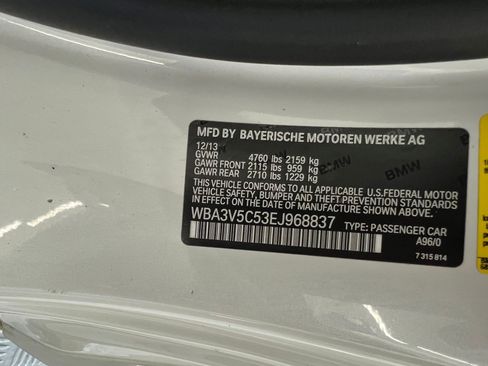 MFD BY BAYERISCHE MOTOREN WERKE AG
12/13
GVWR 4760 lbs 2159 kg
GAWR FRONT 2115 lbs 959 kg
GAWR REAR 2710 lbs 1229 kg
BMW
BMW
THIS VEHICLE CONFORMS TO ALL APPLICABLE U.S.FEDERAL MOTOR
VEHICLE SAFETY, BUMPER, AND THEFT PREVENTION STANDARDS
IN EFFECT ON THE DATE OF MANUFACTURE SHOWN ABOVE.
WBA3V5C53EJ968837 TYPE: PASSENGER CAR
A96/0
7 315 814